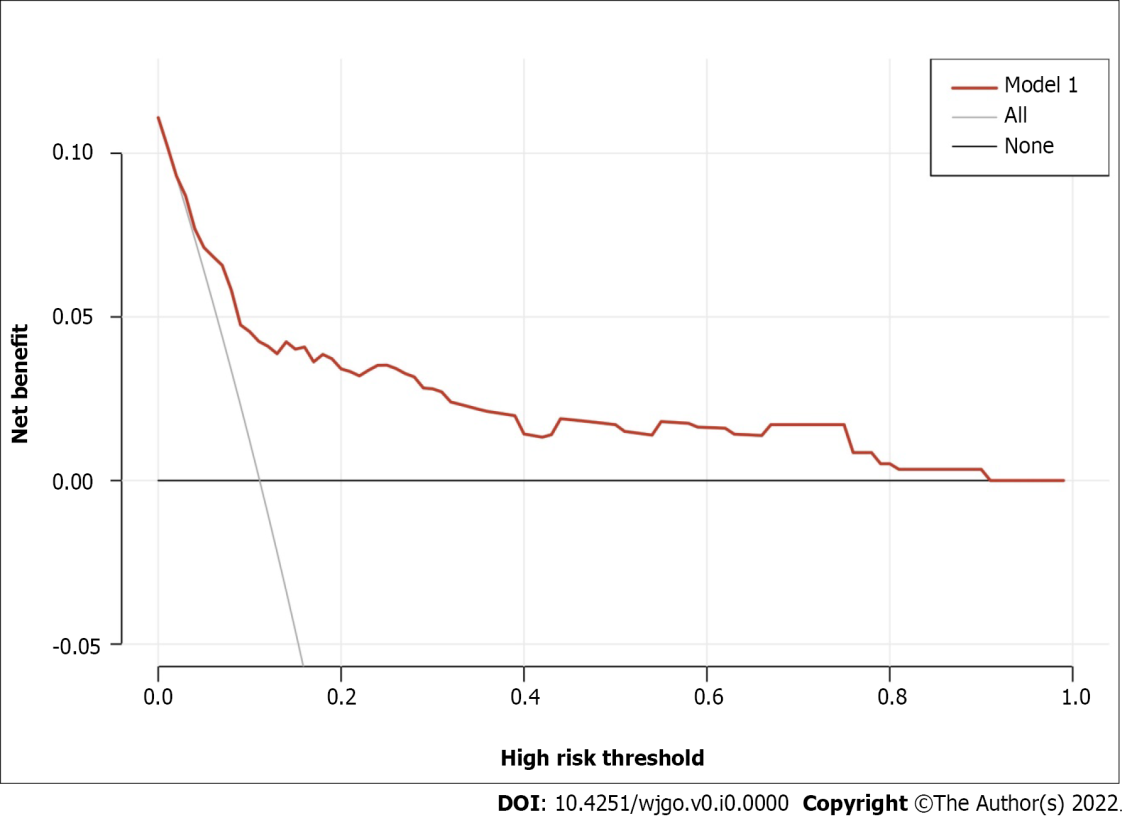 Model 1
All
None
0.10
0.05
0.00
-0.05
Net benefit
0.0 0.2 0.4 0.6 0.8 1.0
High risk threshold
DOI: 10.4251/wjgo.v0.i0.0000 Copyright ©The Author(s) 2022.